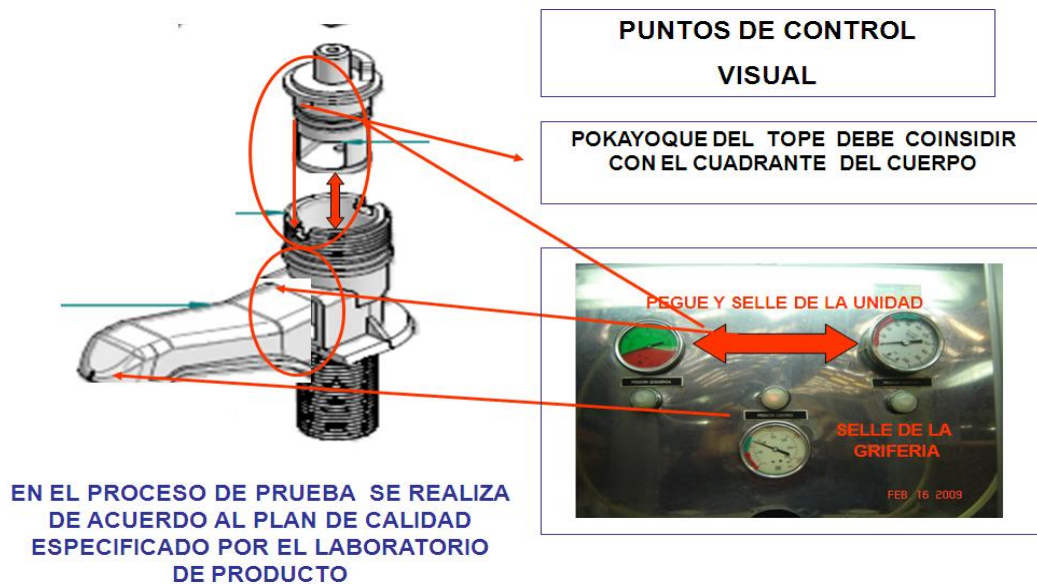 PUNTOS DE CONTROL
VISUAL
POKAYOQUE DEL TOPE DEBE COINSIDIR
CON EL CUADRANTE DEL CUERPO
PEGUE Y SELLE DE LA UNIDAD
SELLE DE LA
GRIFERIA
FEB 16 2009
EN EL PROCESO DE PRUEBA SE REALIZA
DE ACUERDO AL PLAN DE CALIDAD
ESPECIFICADO POR EL LABORATORIO
DE PRODUCTO